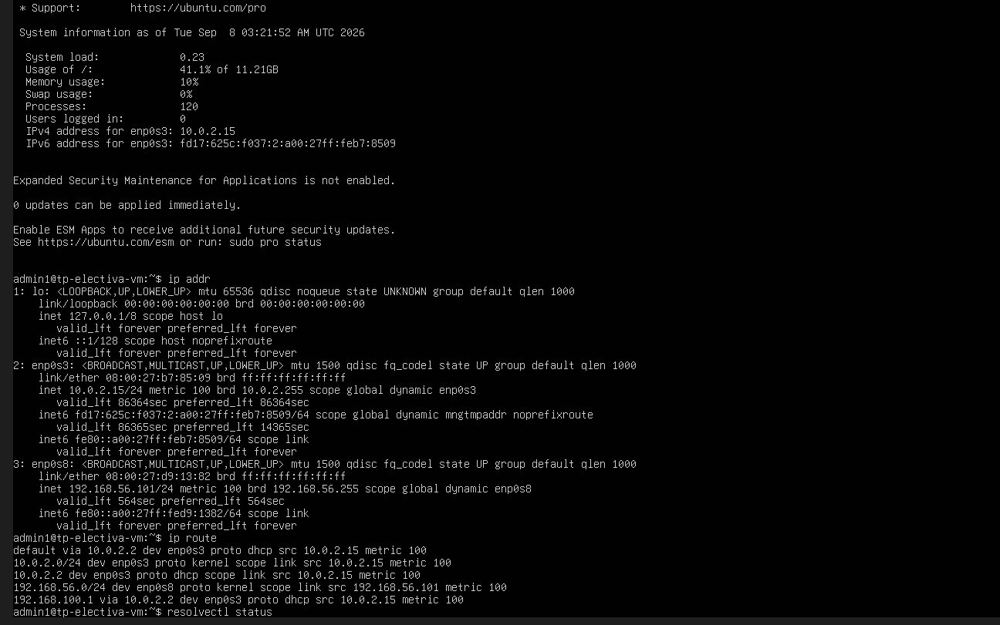 * Support:        https://ubuntu.com/pro
System information as of Tue Sep  8 03:21:52 AM UTC 2026
System load:             0.23
Usage of /:              41.1% of 11.21GB
Memory usage:            10%
Swap usage:              0%
Processes:               120
Users logged in:         0
IPv4 address for enp0s3: 10.0.2.15
IPv6 address for enp0s3: fd17:625c:f037:2:a00:27ff:feb7:8509
Expanded Security Maintenance for Applications is not enabled.
0 updates can be applied immediately.
Enable ESM Apps to receive additional future security updates.
See https://ubuntu.com/esm or run: sudo pro status
admin1@tp-electiva-vm:~$ ip addr
1: lo: <LOOPBACK,UP,LOWER_UP> mtu 65536 qdisc noqueue state UNKNOWN group default qlen 1000
link/loopback 00:00:00:00:00:00 brd 00:00:00:00:00:00
inet 127.0.0.1/8 scope host lo
valid_lft forever preferred_lft forever
inet6 ::1/128 scope host noprefixroute
valid_lft forever preferred_lft forever
2: enp0s3: <BROADCAST,MULTICAST,UP,LOWER_UP> mtu 1500 qdisc fq_codel state UP group default qlen 1000
link/ether 08:00:27:b7:85:09 brd ff:ff:ff:ff:ff:ff
inet 10.0.2.15/24 metric 100 brd 10.0.2.255 scope global dynamic enp0s3
valid_lft 86364sec preferred_lft 86364sec
inet6 fd17:625c:f037:2:a00:27ff:feb7:8509/64 scope global dynamic mngtmpaddr noprefixroute
valid_lft 86365sec preferred_lft 14365sec
inet6 fe80::a00:27ff:feb7:8509/64 scope link
valid_lft forever preferred_lft forever
3: enp0s8: <BROADCAST,MULTICAST,UP,LOWER_UP> mtu 1500 qdisc fq_codel state UP group default qlen 1000
link/ether 08:00:27:d9:13:82 brd ff:ff:ff:ff:ff:ff
inet 192.168.56.101/24 metric 100 brd 192.168.56.255 scope global dynamic enp0s8
valid_lft 564sec preferred_lft 564sec
inet6 fe80::a00:27ff:fed9:1382/64 scope link
valid_lft forever preferred_lft forever
admin1@tp-electiva-vm:~$ ip route
default via 10.0.2.2 dev enp0s3 proto dhcp src 10.0.2.15 metric 100
10.0.2.0/24 dev enp0s3 proto kernel scope link src 10.0.2.15 metric 100
10.0.2.2 dev enp0s3 proto dhcp scope link src 10.0.2.15 metric 100
192.168.56.0/24 dev enp0s8 proto kernel scope link src 192.168.56.101 metric 100
192.168.100.1 via 10.0.2.2 dev enp0s3 proto dhcp src 10.0.2.15 metric 100
admin1@tp-electiva-vm:~$ resolvectl status